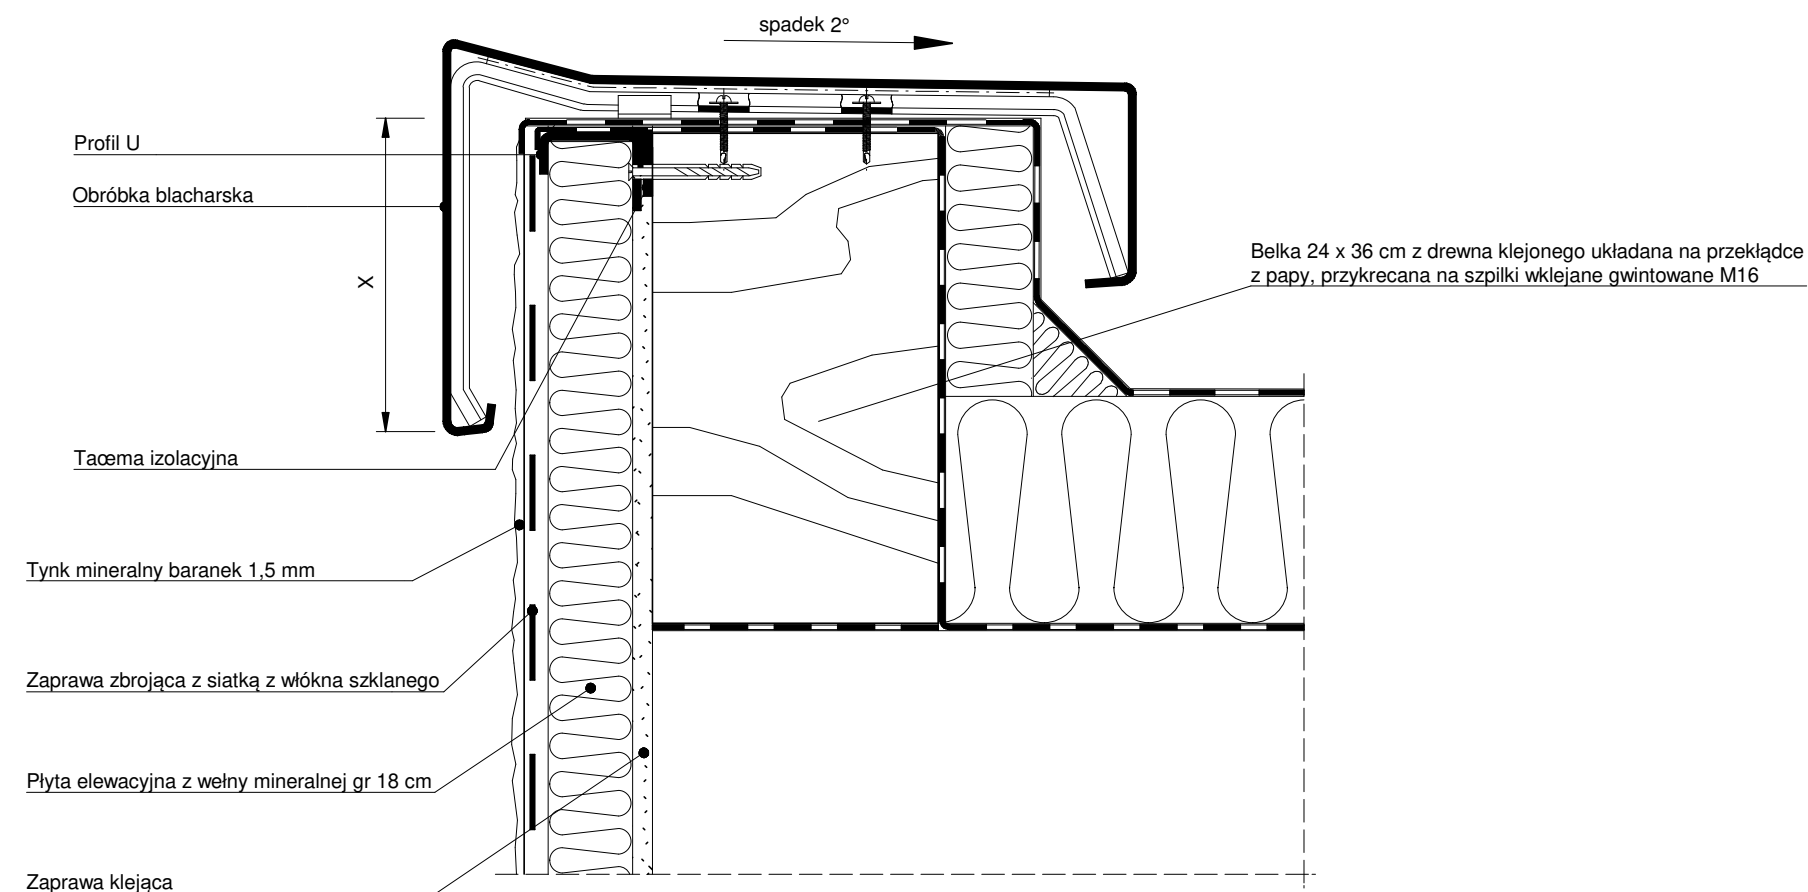 spadek 2°
Profil U
Obróbka blacharska
X
Belka 24 x 36 cm z drewna klejonego układana na przekłądce
z papy, przykrecana na szpilki wklejane gwintowane M16
Taœma izolacyjna
Tynk mineralny baranek 1,5 mm
Zaprawa zbrojąca z siatką z włókna szklanego
Płyta elewacyjna z wełny mineralnej gr 18 cm
Zaprawa klejąca